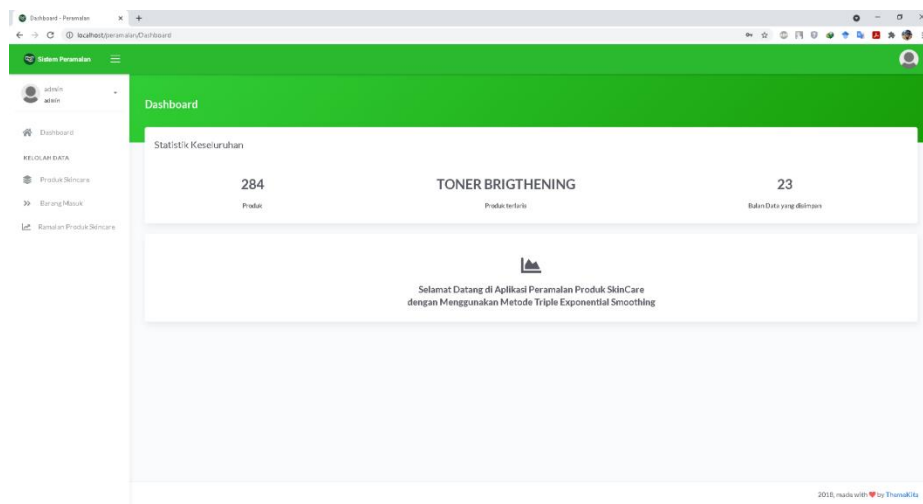 Dashboard - Peramalan
localhost/peramalan/Dashboard
Sistem Peramalan
admin
admin
Dashboard
Dashboard
KELOLAH DATA
Produk Skincare
Barang Masuk
Ramalan Produk Skincare
Statistik Keseluruhan
284
Produk
TONER BRIGTHENING
Produk terlaris
23
Bulan Data yang disimpan
Selamat Datang di Aplikasi Peramalan Produk SkinCare
dengan Menggunakan Metode Triple Exponential Smoothing
2018, made with by ThemeKita